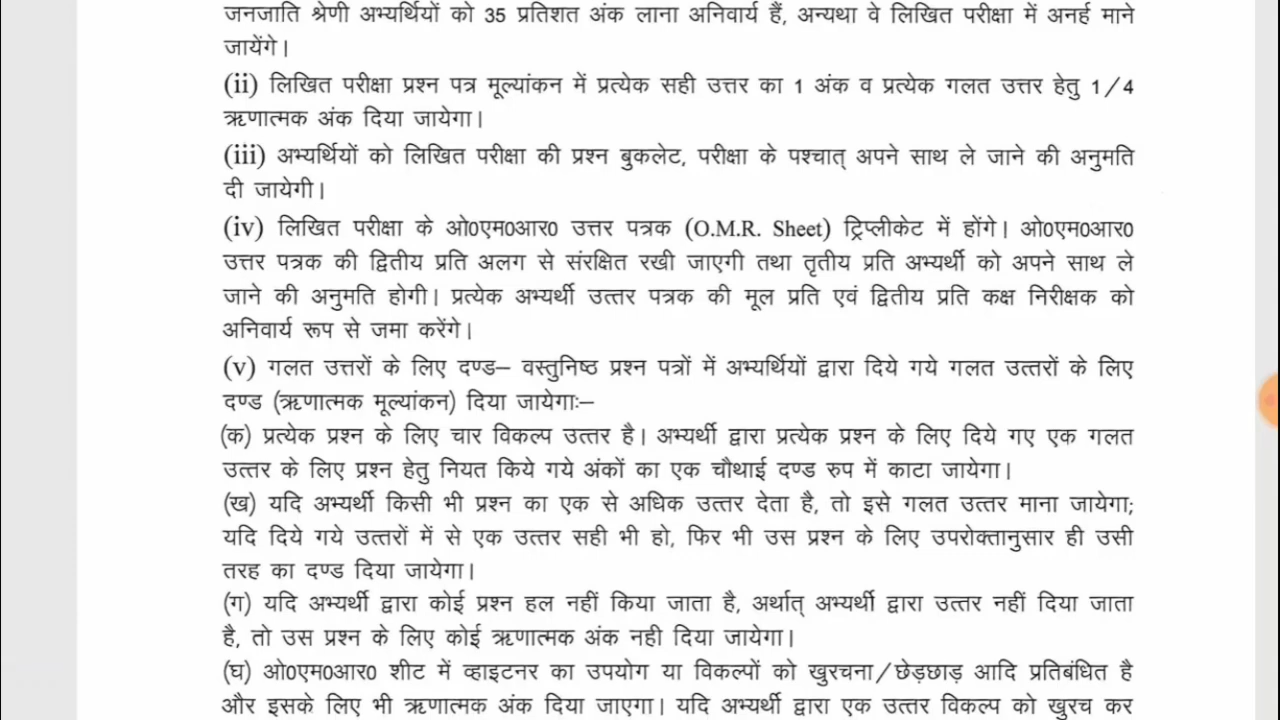 जनजाति श्रेणी अभ्यर्थियों को 35 प्रतिशत अंक लाना अनिवार्य हैं, अन्यथा वे लिखित परीक्षा में अनर्ह माने
जायेंगे।
(ii) लिखित परीक्षा प्रश्न पत्र मूल्यांकन में प्रत्येक सही उत्तर का 1 अंक व प्रत्येक गलत उत्तर हेतु 1/4
ऋणात्मक अंक दिया जायेगा।
(iii) अभ्यर्थियों को लिखित परीक्षा की प्रश्न बुकलेट, परीक्षा के पश्चात् अपने साथ ले जाने की अनुमति
दी जायेगी।
(iv) लिखित परीक्षा के ओ0एम0आर0 उत्तर पत्रक (O.M.R. Sheet) ट्रिप्लीकेट में होंगे। ओ0एम0आर0
उत्तर पत्रक की द्वितीय प्रति अलग से संरक्षित रखी जाएगी तथा तृतीय प्रति अभ्यर्थी को अपने साथ ले
जाने की अनुमति होगी। प्रत्येक अभ्यर्थी उत्तर पत्रक की मूल प्रति एवं द्वितीय प्रति कक्ष निरीक्षक को
अनिवार्य रूप से जमा करेंगे।
(v) गलत उत्तरों के लिए दण्ड– वस्तुनिष्ठ प्रश्न पत्रों में अभ्यर्थियों द्वारा दिये गये गलत उत्तरों के लिए
दण्ड (ऋणात्मक मूल्यांकन) दिया जायेगाः–
(क) प्रत्येक प्रश्न के लिए चार विकल्प उत्तर है। अभ्यर्थी द्वारा प्रत्येक प्रश्न के लिए दिये गए एक गलत
उत्तर के लिए प्रश्न हेतु नियत किये गये अंकों का एक चौथाई दण्ड रुप में काटा जायेगा।
(ख) यदि अभ्यर्थी किसी भी प्रश्न का एक से अधिक उत्तर देता है, तो इसे गलत उत्तर माना जायेगा;
यदि दिये गये उत्तरों में से एक उत्तर सही भी हो, फिर भी उस प्रश्न के लिए उपरोक्तानुसार ही उसी
तरह का दण्ड दिया जायेगा।
(ग) यदि अभ्यर्थी द्वारा कोई प्रश्न हल नहीं किया जाता है, अर्थात् अभ्यर्थी द्वारा उत्तर नहीं दिया जाता
है, तो उस प्रश्न के लिए कोई ऋणात्मक अंक नही दिया जायेगा।
(घ) ओ0एम0आर0 शीट में व्हाइटनर का उपयोग या विकल्पों को खुरचना/छेड़छाड़ आदि प्रतिबंधित है
और इसके लिए भी ऋणात्मक अंक दिया जाएगा। यदि अभ्यर्थी द्वारा एक उत्तर विकल्प को खुरच कर